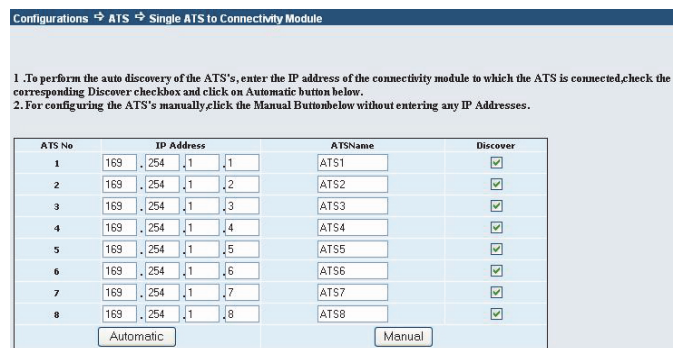 Configurations ➪ ATS ➪ Single ATS to Connectivity Module
1 .To perform the auto discovery of the ATS's, enter the IP address of the connectivity module to which the ATS is connected,check the
corresponding Discover checkbox and click on Automatic button below.
2. For configuring the ATS's manually,click the Manual Buttonbelow without entering any IP Addresses.
ATS No IP Address ATSName Discover
1 169 . 254 .1 .1 ATS1
2 169 . 254 .1 .2 ATS2
3 169 . 254 .1 .3 ATS3
4 169 . 254 .1 .4 ATS4
5 169 . 254 .1 .5 ATS5
6 169 . 254 .1 .6 ATS6
7 169 . 254 .1 .7 ATS7
8 169 . 254 .1 .8 ATS8
Automatic Manual